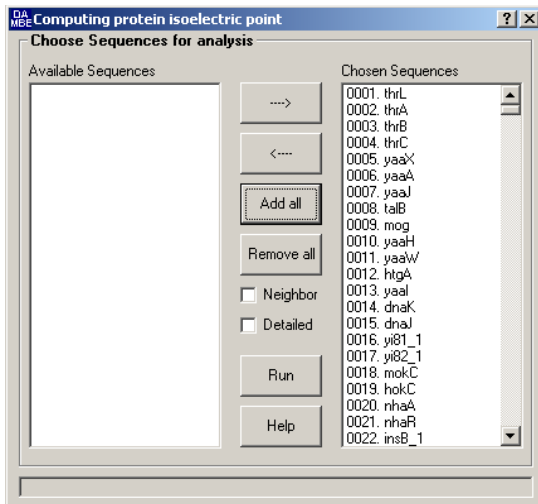 DA
MBE Computing protein isoelectric point
Choose Sequences for analysis
Available Sequences
---->
<----
Add all
Remove all
Neighbor
Detailed
Run
Help
Chosen Sequences
0001. thrL
0002. thrA
0003. thrB
0004. thrC
0005. yaaX
0006. yaaA
0007. yaaJ
0008. talB
0009. mog
0010. yaaH
0011. yaaW
0012. htgA
0013. yaaI
0014. dnaK
0015. dnaJ
0016. yi81_1
0017. yi82_1
0018. mokC
0019. hokC
0020. nhaA
0021. nhaR
0022. insB_1